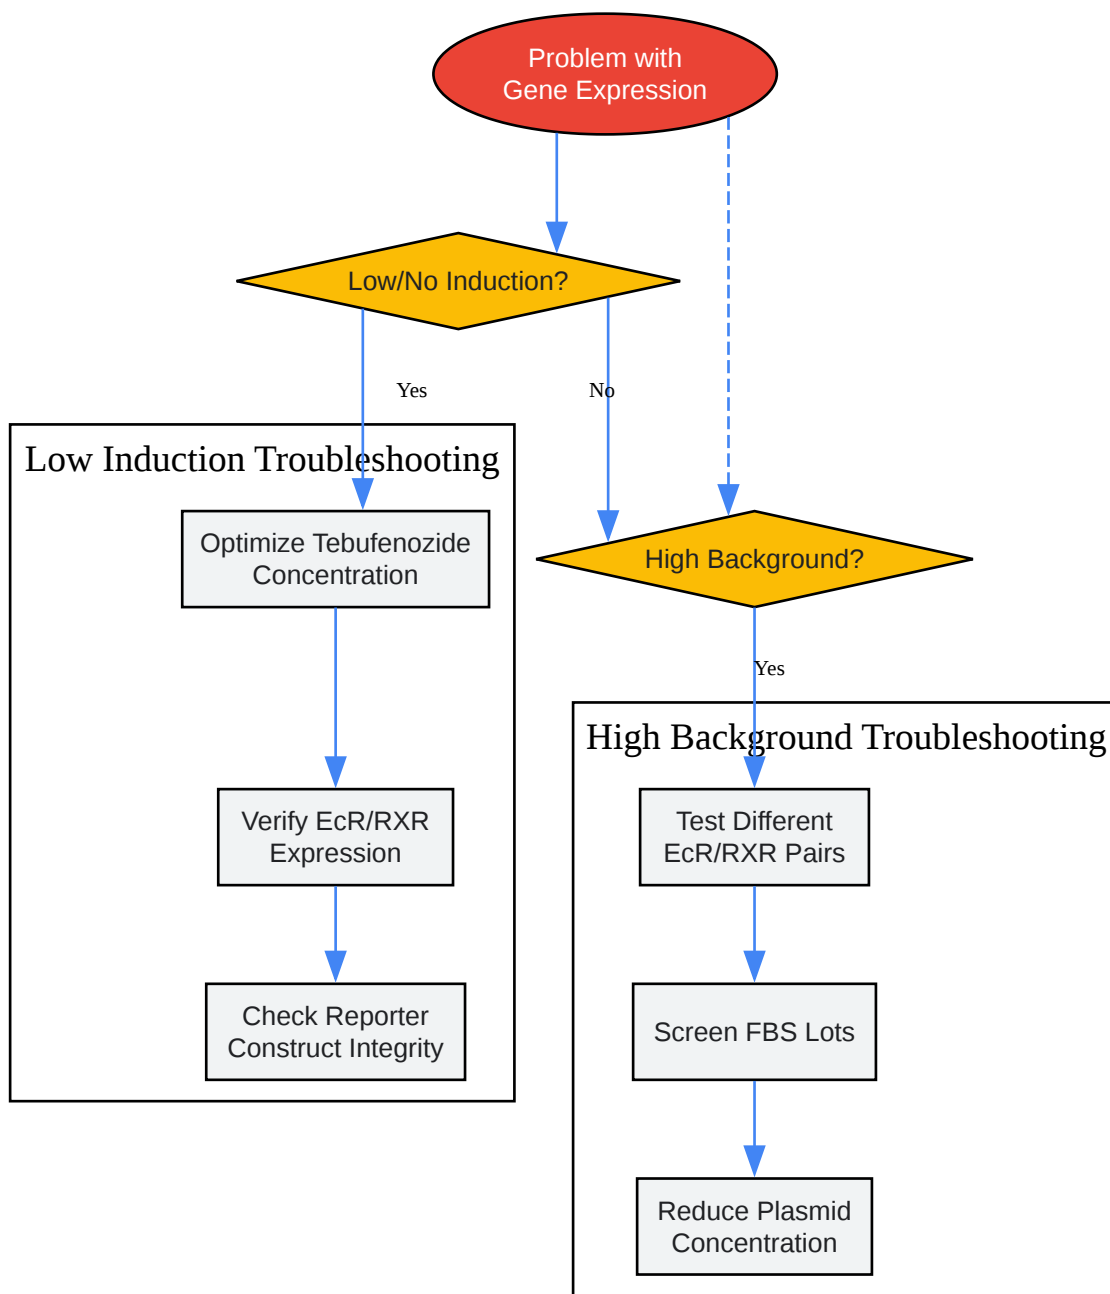 Problem with
Gene Expression
Low/No Induction?
Yes
No
Low Induction Troubleshooting
Optimize Tebufenozide
Concentration
High Background?
Yes
Verify EcR/RXR
Expression
Check Reporter
Construct Integrity
High Background Troubleshooting
Test Different
EcR/RXR Pairs
Screen FBS Lots
Reduce Plasmid
Concentration